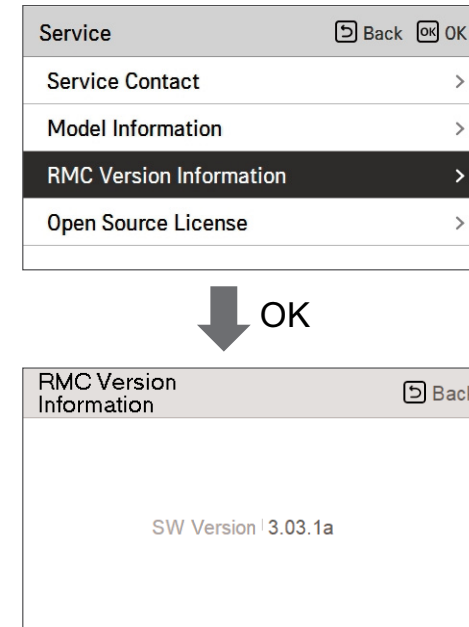 Service Back OK OK
Service Contact >
Model Information >
RMC Version Information >
Open Source License >
OK
RMC Version
Information Back
SW Version 3.03.1a